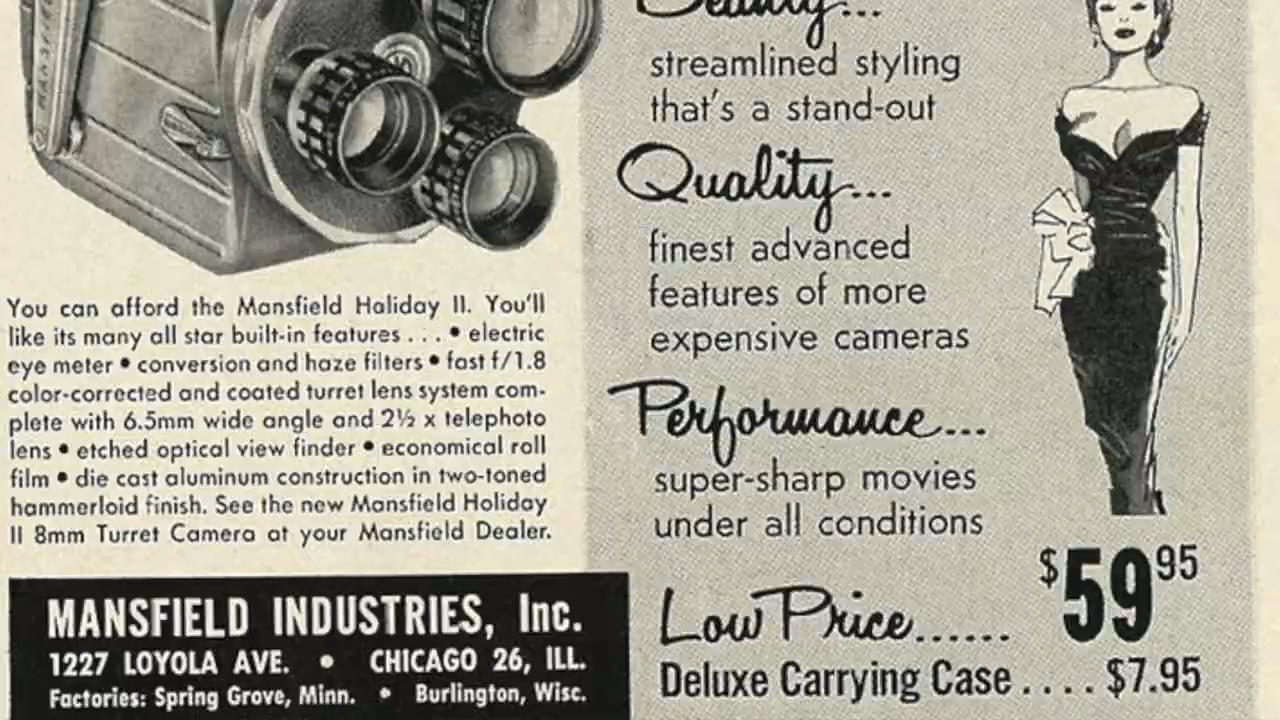 You can afford the Mansfield Holiday II. You'll
like its many all star built-in features . . . • electric
eye meter • conversion and haze filters • fast f/1.8
color-corrected and coated turret lens system com-
plete with 6.5mm wide angle and 2½ x telephoto
lens • etched optical view finder • economical roll
film • die cast aluminum construction in two-toned
hammerloid finish. See the new Mansfield Holiday
II 8mm Turret Camera at your Mansfield Dealer.
MANSFIELD INDUSTRIES, Inc.
1227 LOYOLA AVE. • CHICAGO 26, ILL.
Factories: Spring Grove, Minn. • Burlington, Wisc.
Beauty...
streamlined styling
that's a stand-out
Quality...
finest advanced
features of more
expensive cameras
Performance...
super-sharp movies
under all conditions
Low Price...... $59.95
Deluxe Carrying Case .... $7.95